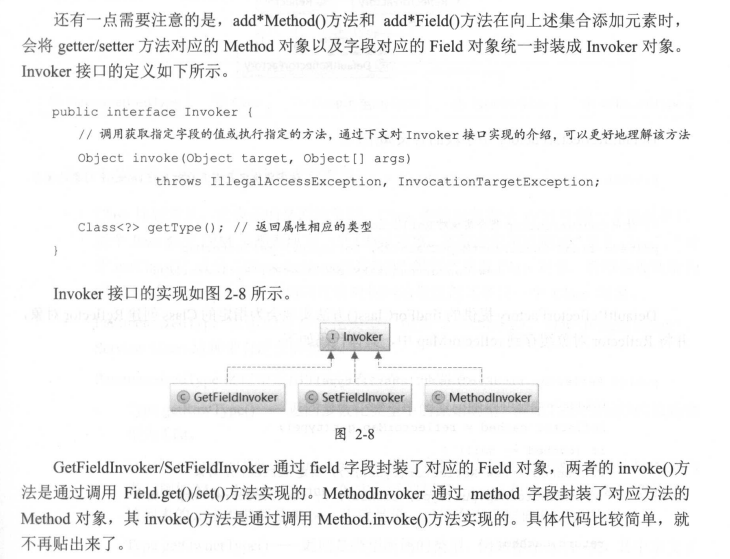 还有一点需要注意的是，add*Method()方法和 add*Field()方法在向上述集合添加元素时，
会将 getter/setter 方法对应的 Method 对象以及字段对应的 Field 对象统一封装成 Invoker 对象。
Invoker 接口的定义如下所示。
public interface Invoker {
// 调用获取指定字段的值或执行指定的方法，通过下文对 Invoker 接口实现的介绍，可以更好地理解该方法
Object invoke(Object target, Object[] args)
throws IllegalAccessException, InvocationTargetException;
Class<?> getType(); // 返回属性相应的类型
}
Invoker 接口的实现如图 2-8 所示。
I Invoker
C GetFieldInvoker C SetFieldInvoker C MethodInvoker
图 2-8
GetFieldInvoker/SetFieldInvoker 通过 field 字段封装了对应的 Field 对象，两者的 invoke()方
法是通过调用 Field.get()/set()方法实现的。MethodInvoker 通过 method 字段封装了对应方法的
Method 对象，其 invoke()方法是通过调用 Method.invoke()方法实现的。具体代码比较简单，就
不再贴出来了。